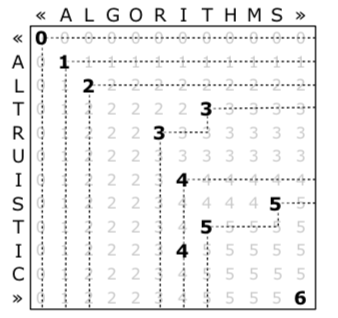 « A L G O R I T H M S »
« 0 0 0 0 0 0 0 0 0 0 0 0
A 0 1 1 1 1 1 1 1 1 1 1 1
L 0 1 2 2 2 2 2 2 2 2 2 2
T 0 1 2 2 2 2 2 3 3 3 3 3
R 0 1 2 2 2 3 3 3 3 3 3 3
U 0 1 2 2 2 3 3 3 3 3 3 3
I 0 1 2 2 2 3 4 4 4 4 4 4
S 0 1 2 2 2 3 4 4 4 4 5 5
T 0 1 2 2 2 3 4 5 5 5 5 5
I 0 1 2 2 2 3 4 5 5 5 5 5
C 0 1 2 2 2 3 4 5 5 5 5 5
» 0 1 2 2 2 3 4 5 5 5 5 6